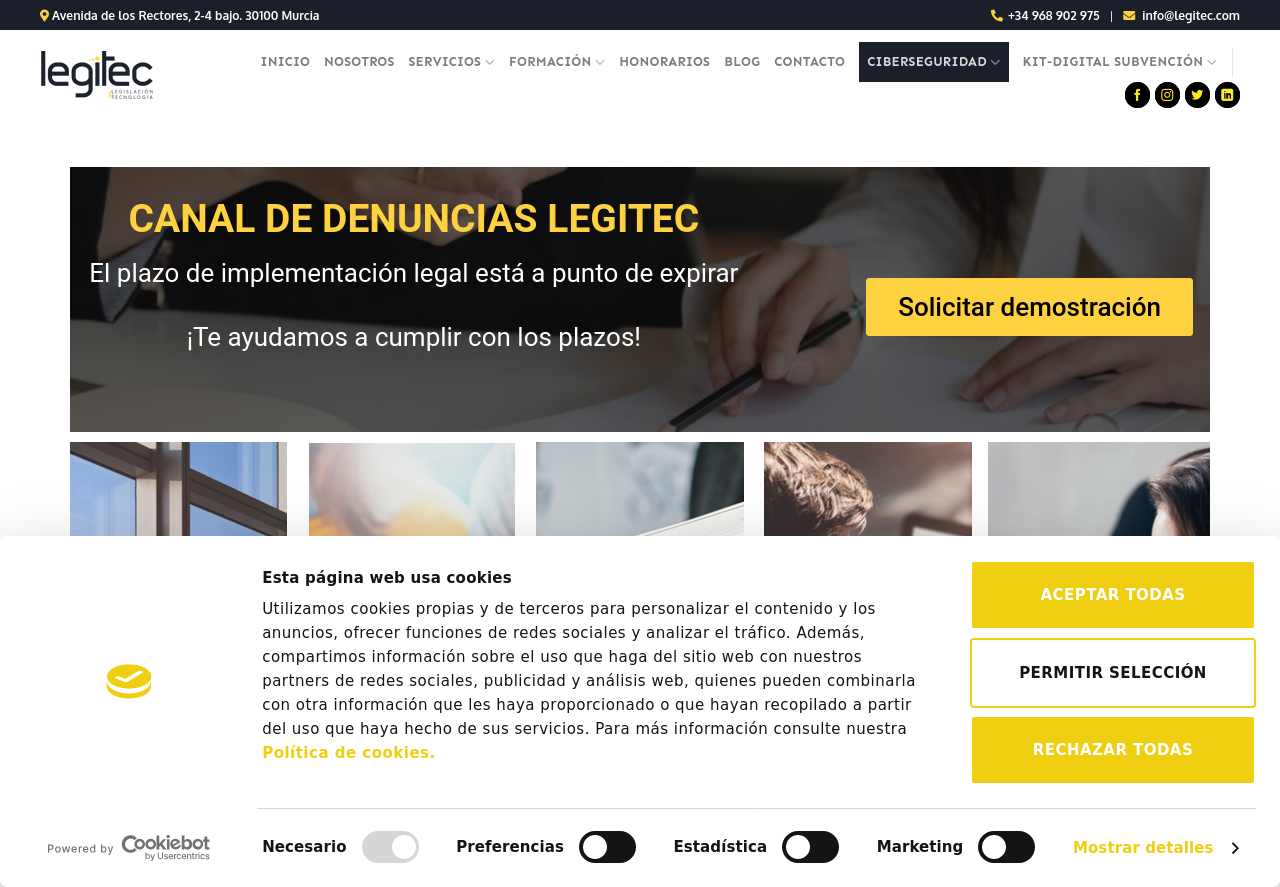 Avenida de los Rectores, 2-4 bajo. 30100 Murcia
+34 968 902 975 | info@legitec.com
legitec
LEGISLACIÓN
TECNOLOGÍA
INICIO NOSOTROS SERVICIOS FORMACIÓN HONORARIOS BLOG CONTACTO CIBERSEGURIDAD KIT-DIGITAL SUBVENCIÓN
CANAL DE DENUNCIAS LEGITEC
El plazo de implementación legal está a punto de expirar
¡Te ayudamos a cumplir con los plazos!
Solicitar demostración
Esta página web usa cookies
Utilizamos cookies propias y de terceros para personalizar el contenido y los
anuncios, ofrecer funciones de redes sociales y analizar el tráfico. Además,
compartimos información sobre el uso que haga del sitio web con nuestros
partners de redes sociales, publicidad y análisis web, quienes pueden combinarla
con otra información que les haya proporcionado o que hayan recopilado a partir
del uso que haya hecho de sus servicios. Para más información consulte nuestra
Política de cookies.
ACEPTAR TODAS
PERMITIR SELECCIÓN
RECHAZAR TODAS
Powered by Cookiebot
by Usercentrics
Necesario Preferencias Estadística Marketing Mostrar detalles